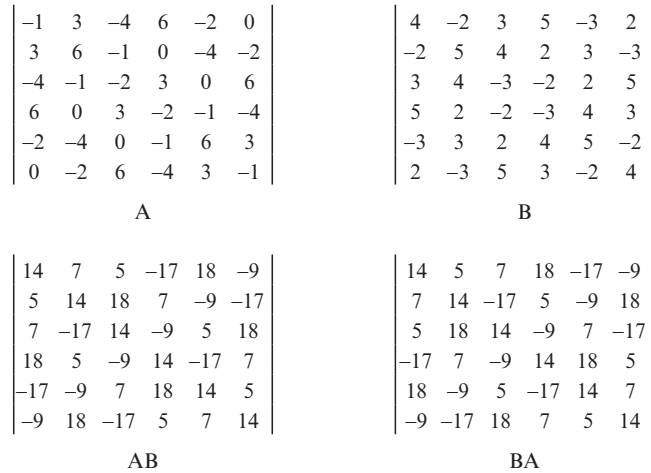 −1 3 −4 6 −2 0
3 6 −1 0 −4 −2
−4 −1 −2 3 0 6
6 0 3 −2 −1 −4
−2 −4 0 −1 6 3
0 −2 6 −4 3 −1
A
4 −2 3 5 −3 2
−2 5 4 2 3 −3
3 4 −3 −2 2 5
5 2 −2 −3 4 3
−3 3 2 4 5 −2
2 −3 5 3 −2 4
B
14 7 5 −17 18 −9
5 14 18 7 −9 −17
7 −17 14 −9 5 18
18 5 −9 14 −17 7
−17 −9 7 18 14 5
−9 18 −17 5 7 14
AB
14 5 7 18 −17 −9
7 14 −17 5 −9 18
5 18 14 −9 7 −17
−17 7 −9 14 18 5
18 −9 5 −17 14 7
−9 −17 18 7 5 14
BA